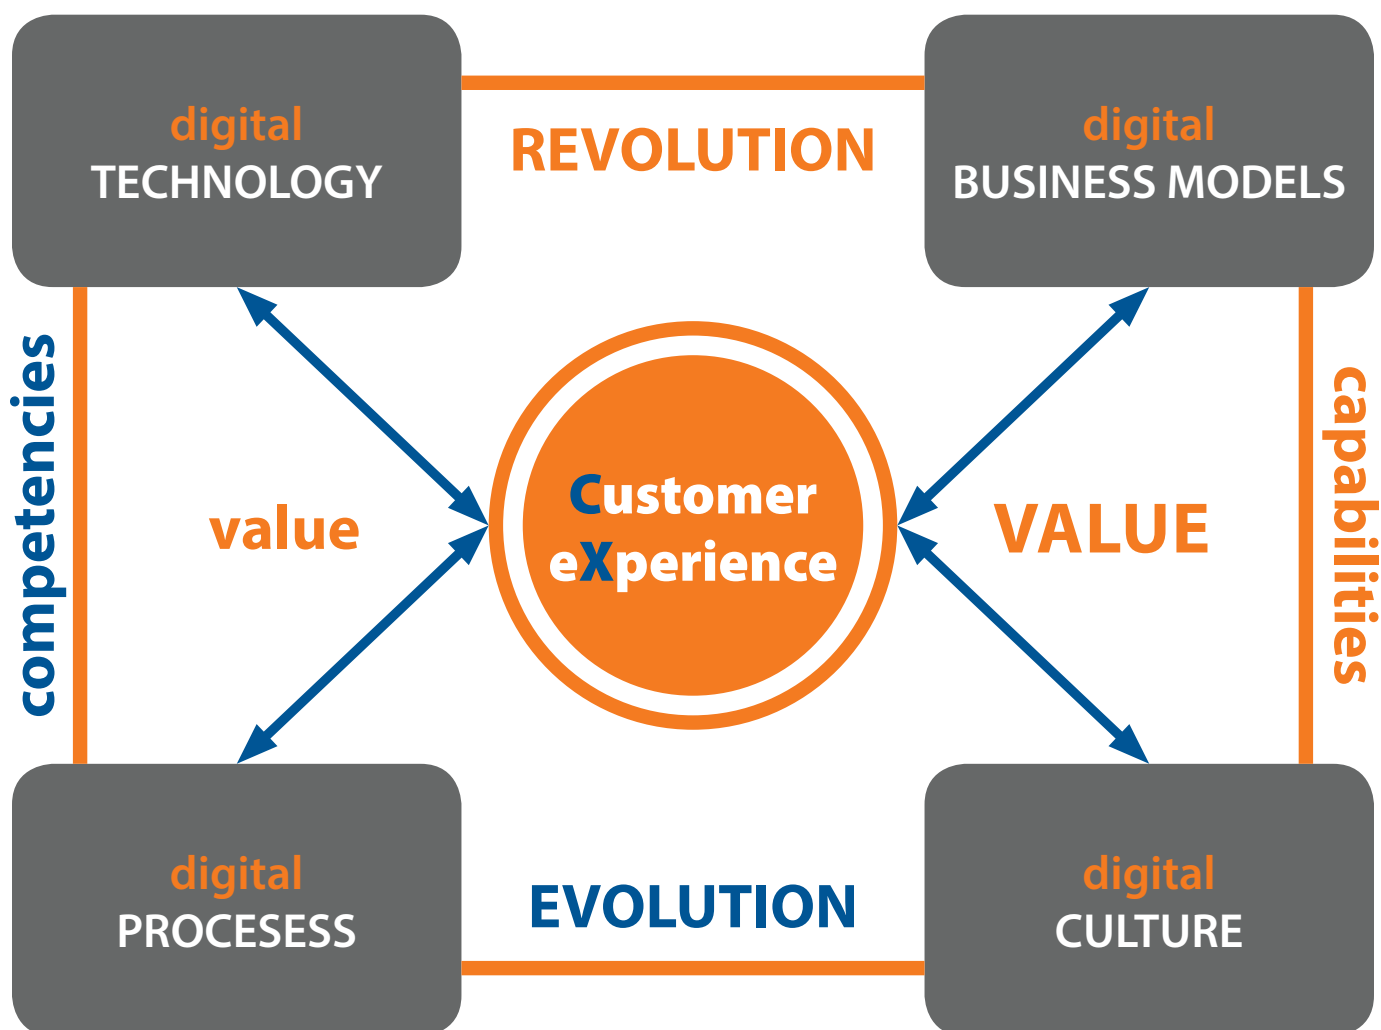 digital
TECHNOLOGY
REVOLUTION
digital
BUSINESS MODELS
competencies
value
Customer
eXperience
VALUE
capabilities
digital
PROCESESS
EVOLUTION
digital
CULTURE